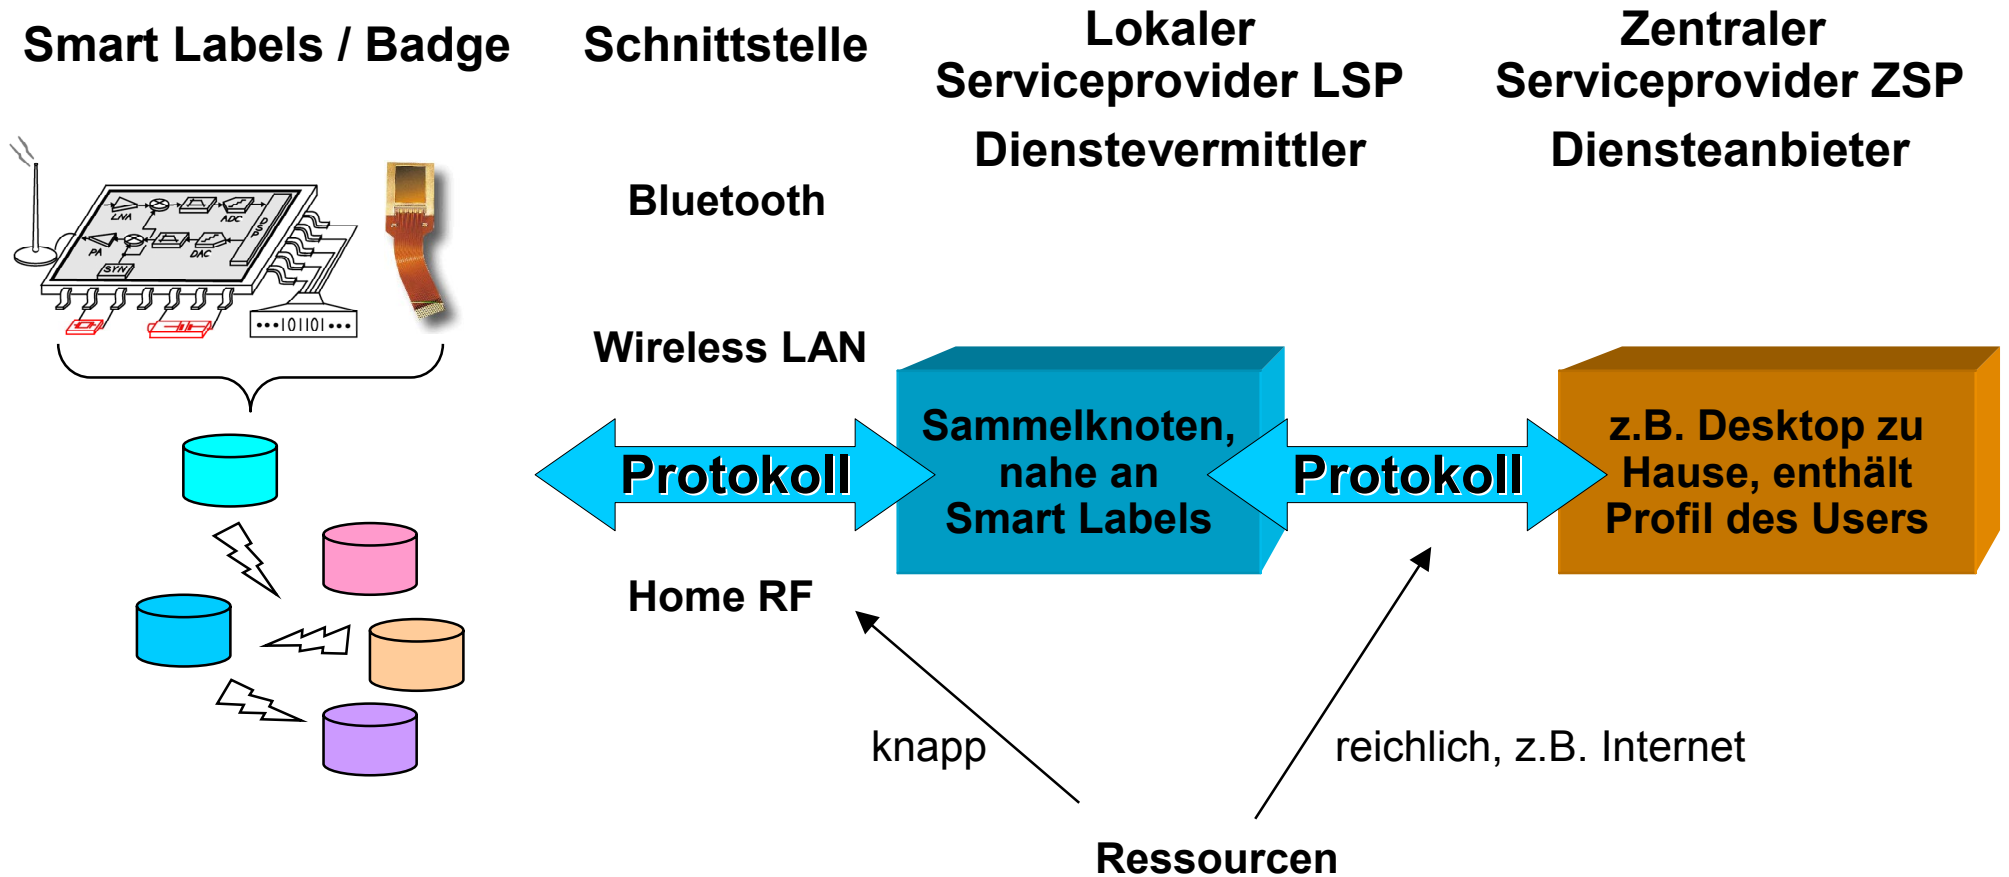 Smart Labels / Badge
Schnittstelle
Lokaler
Serviceprovider LSP
Dienstevermittler
Zentraler
Serviceprovider ZSP
Diensteanbieter
LNA
ADC
DSP
PA
DAC
SYN
•••101101•••
Bluetooth
Wireless LAN
Protokoll
Home RF
Sammelknoten,
nahe an
Smart Labels
Protokoll
z.B. Desktop zu
Hause, enthält
Profil des Users
knapp
reichlich, z.B. Internet
Ressourcen